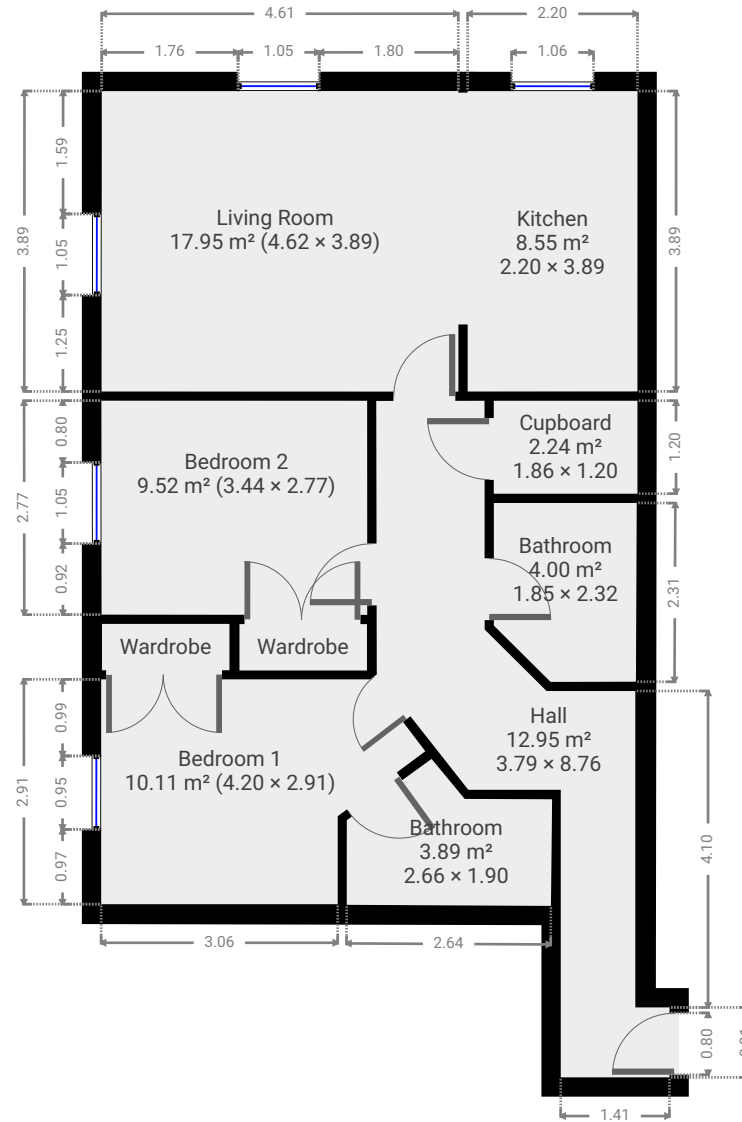 4.61
2.20
1.76
1.05
1.80
1.06
1.59
3.89
1.05
1.25
3.89
Living Room
17.95 m² (4.62 × 3.89)
Kitchen
8.55 m²
2.20 × 3.89
0.80
2.77
1.05
0.92
Bedroom 2
9.52 m² (3.44 × 2.77)
Cupboard
2.24 m²
1.86 × 1.20
1.20
Bathroom
4.00 m²
1.85 × 2.32
2.31
Wardrobe
Wardrobe
0.99
2.91
0.95
0.97
Bedroom 1
10.11 m² (4.20 × 2.91)
Hall
12.95 m²
3.79 × 8.76
Bathroom
3.89 m²
2.66 × 1.90
4.10
3.06
2.64
0.80
1.41